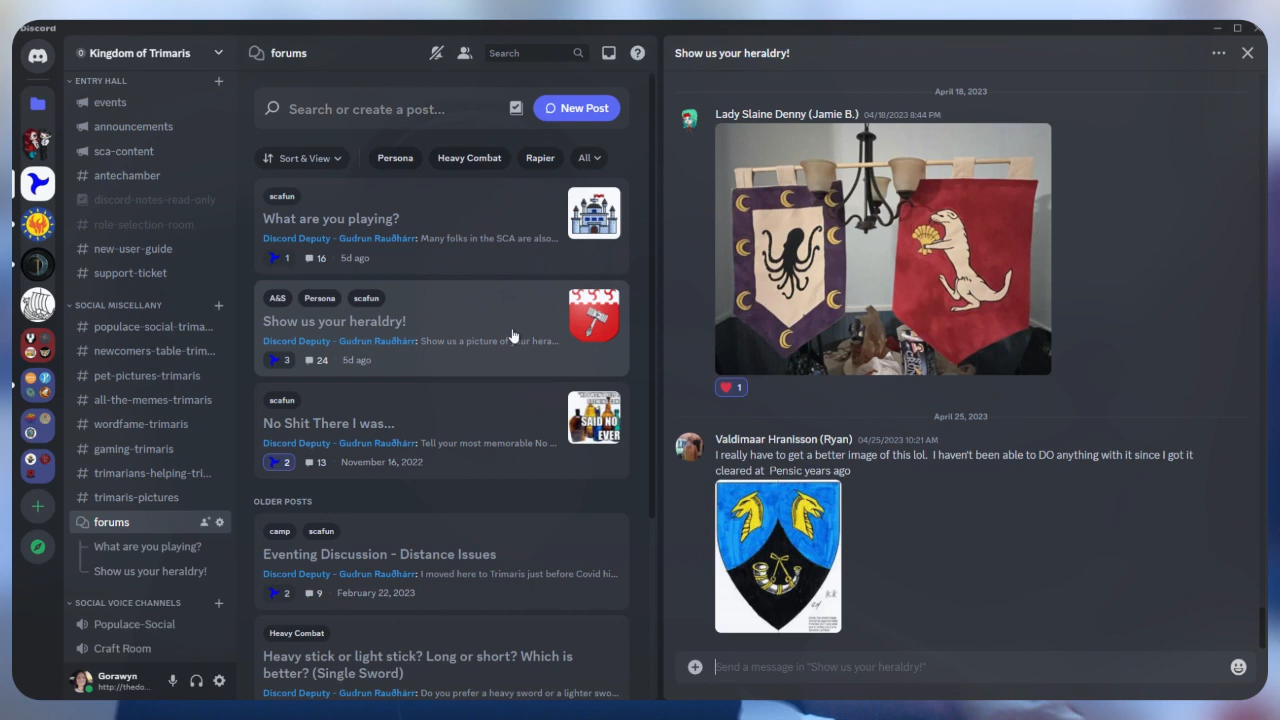 Discord
Kingdom of Trimaris
ENTRY HALL
events
announcements
sca-content
antechamber
discord-notes-read-only
role-selection-room
new-user-guide
support-ticket
SOCIAL MISCELLANY
populace-social-trima...
newcomers-table-trim...
pet-pictures-trimaris
all-the-memes-trimaris
wordfame-trimaris
gaming-trimaris
trimarians-helping-tri...
trimaris-pictures
forums
What are you playing?
Show us your heraldry!
SOCIAL VOICE CHANNELS
Populace-Social
Craft Room
Gorawyn
http://thedo...
forums
Search
Search or create a post...
New Post
Sort & View
Persona
Heavy Combat
Rapier
All
scafun
What are you playing?
Discord Deputy - Gudrun Rauðhárr: Many folks in the SCA are also...
1 16 · 5d ago
A&S Persona scafun
Show us your heraldry!
Discord Deputy - Gudrun Rauðhárr: Show us a picture of your hera...
3 24 5d ago
scafun
No Shit There I was...
Discord Deputy - Gudrun Rauðhárr: Tell your most memorable No ...
2 13 · November 16, 2022
SAID NO
EVER
OLDER POSTS
camp scafun
Eventing Discussion - Distance Issues
Discord Deputy - Gudrun Rauðhárr: I moved here to Trimaris just before Covid hi...
2 9 · February 22, 2023
Heavy Combat
Heavy stick or light stick? Long or short? Which is
better? (Single Sword)
Discord Deputy - Gudrun Rauðhárr: Do you prefer a heavy sword or a lighter swo...
Show us your heraldry!
April 18, 2023
Lady Slaine Denny (Jamie B.) 04/18/2023 8:44 PM
1
April 25, 2023
Valdimaar Hranisson (Ryan) 04/25/2023 10:21 AM
I really have to get a better image of this lol. I haven't been able to DO anything with it since I got it
cleared at Pensic years ago
Send a message in "Show us your heraldry!"